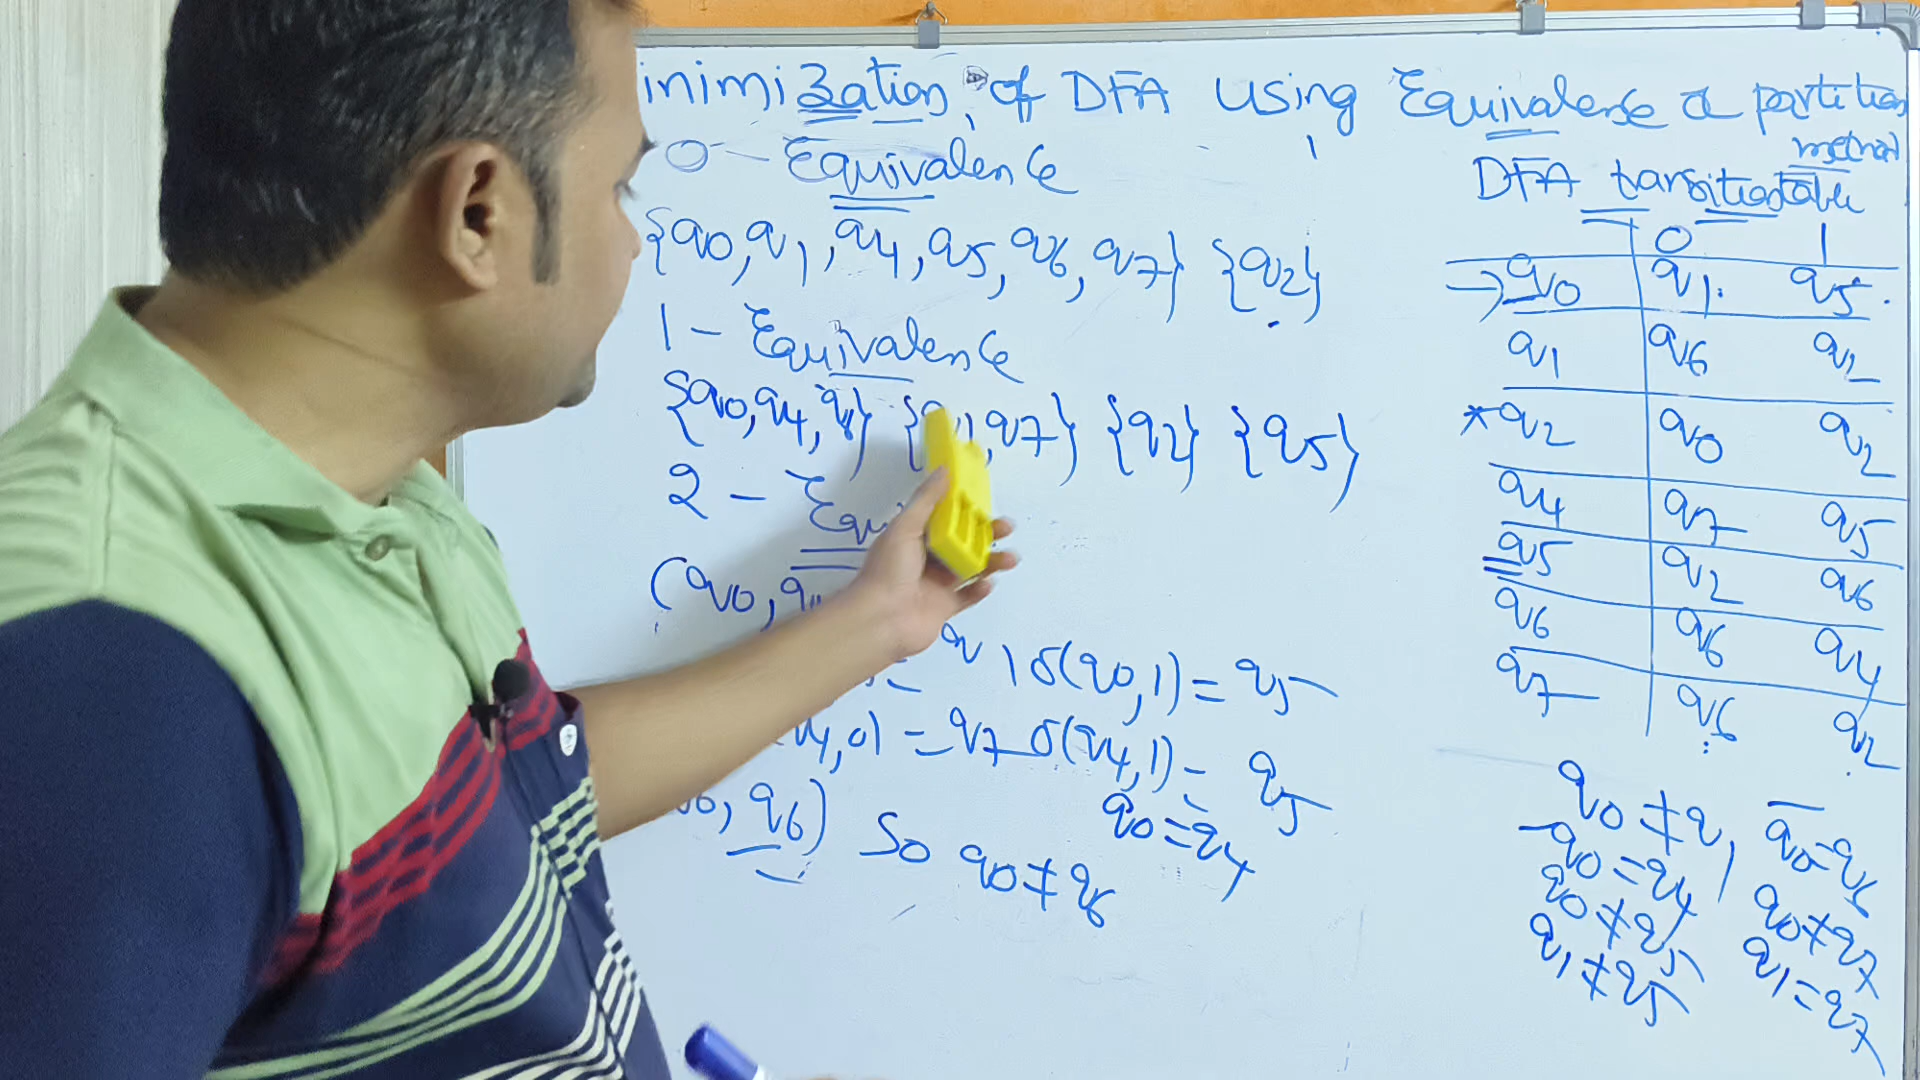 inimization of DFA using Equivalence or partition method
0 - Equivalence
{q0, q1, q4, q5, q6, q7} {q2}
1 - Equivalence
{q0, q4, q6} {q1, q7} {q2} {q5}
2 - Equi
(q0, q4
= q1 δ(q0,1) = q5
q4,0) = q7 δ(q4,1) = q5
q0 = q4
q0, q6) So q0 ≠ q6
DFA transition table
0 1
→ q0 q1 q5
q1 q6 q2
* q2 q0 q2
q4 q7 q5
q5 q2 q6
q6 q6 q4
q7 q6 q2
q0 ≠ q1 q0 = q6
q0 = q4 q0 ≠ q7
q0 ≠ q5 q1 = q7
q1 ≠ q5